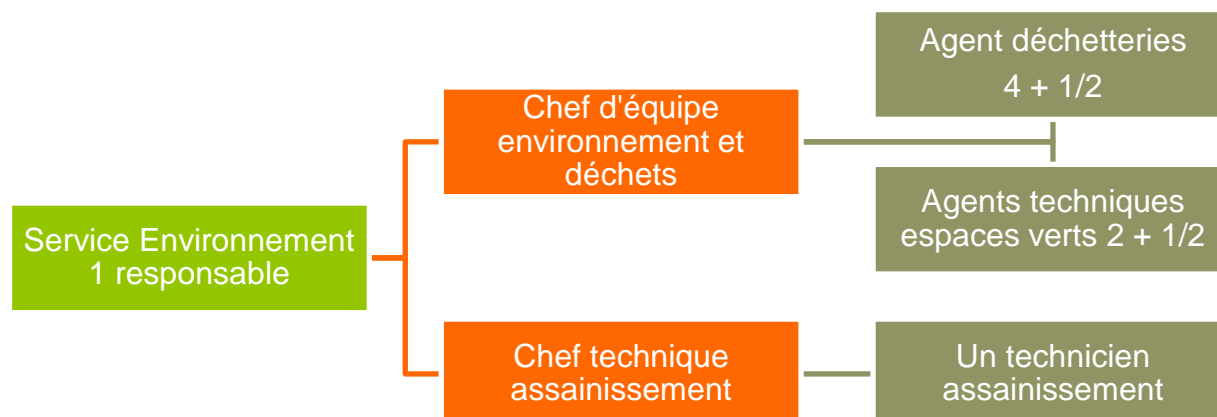 Service Environnement
1 responsable
Chef d'équipe
environnement et
déchets
Agent déchetteries
4 + 1/2
Agents techniques
espaces verts 2 + 1/2
Chef technique
assainissement
Un technicien
assainissement